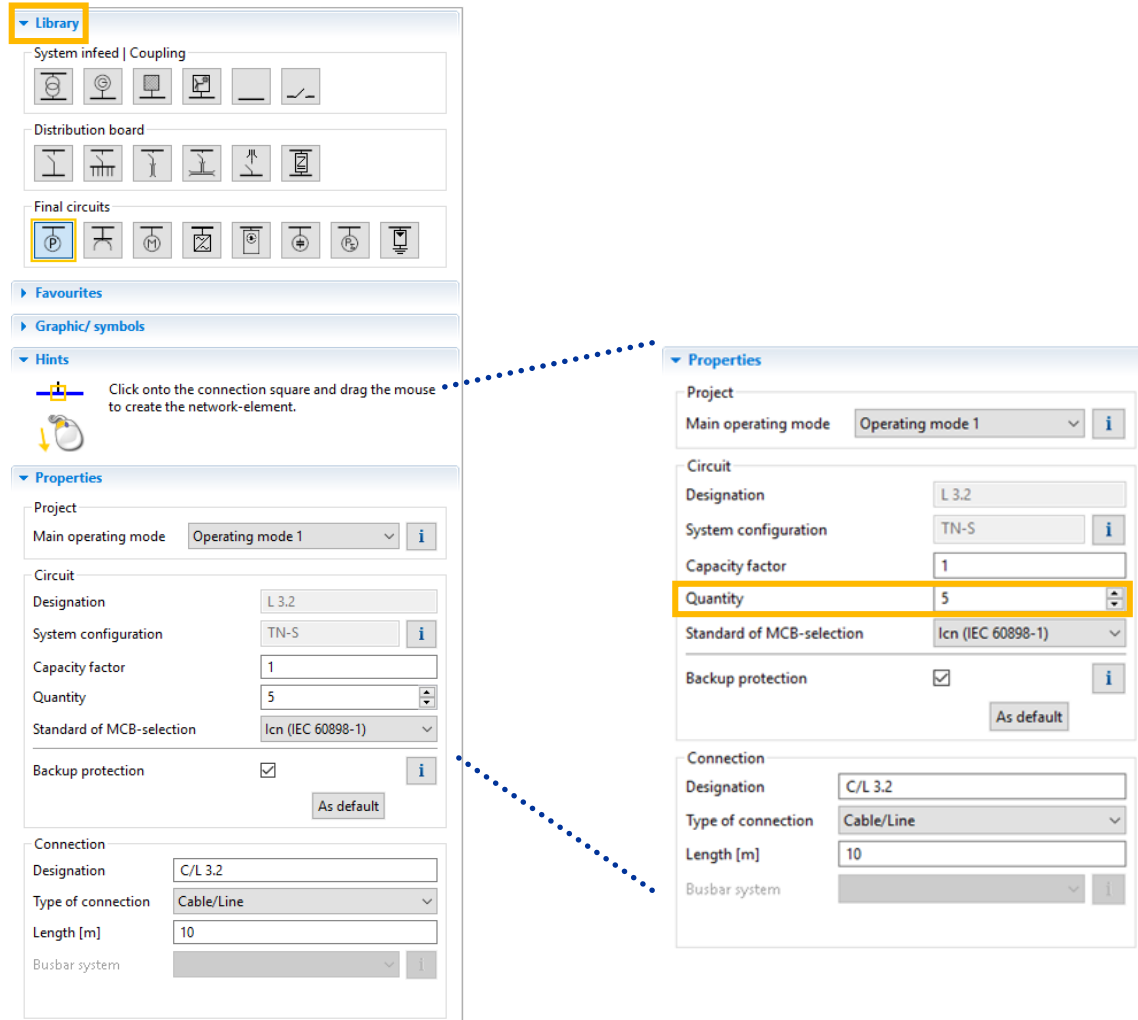 Library
System infeed | Coupling
G
Distribution board
Z
Final circuits
P M
Favourites
Graphic/ symbols
Hints
Click onto the connection square and drag the mouse
to create the network-element.
Properties
Project
Main operating mode Operating mode 1 i
Circuit
Designation L 3.2
System configuration TN-S i
Capacity factor 1
Quantity 5
Standard of MCB-selection Icn (IEC 60898-1)
Backup protection i
As default
Connection
Designation C/L 3.2
Type of connection Cable/Line
Length [m] 10
Busbar system i
Properties
Project
Main operating mode Operating mode 1 i
Circuit
Designation L 3.2
System configuration TN-S i
Capacity factor 1
Quantity 5
Standard of MCB-selection Icn (IEC 60898-1)
Backup protection i
As default
Connection
Designation C/L 3.2
Type of connection Cable/Line
Length [m] 10
Busbar system i